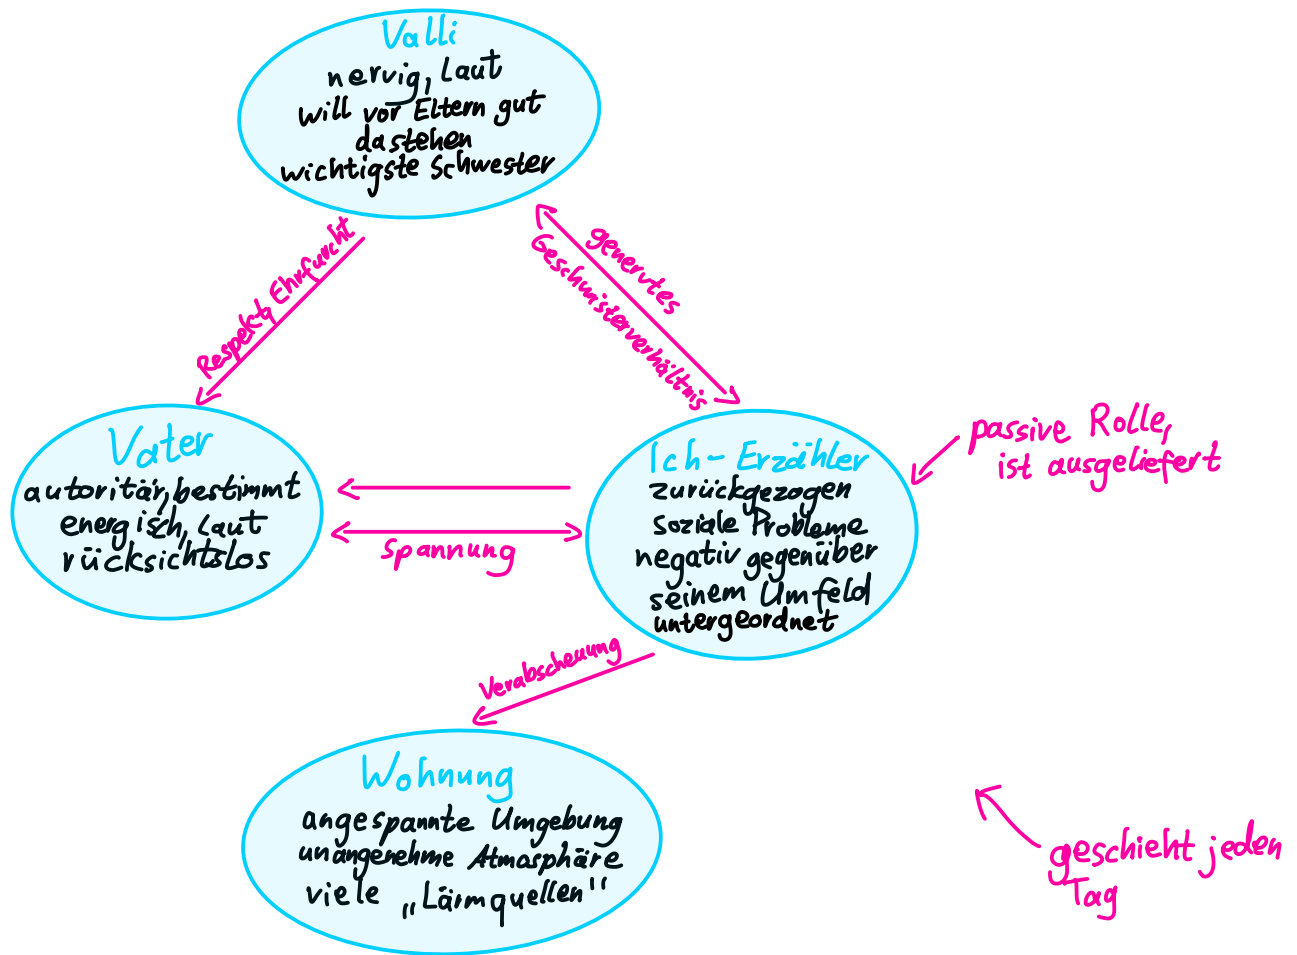 Valli
nervig, laut
will vor Eltern gut
dastehen
wichtigste Schwester
Respekt, Ehrfurcht
generutes
Geschwisterverhältnis
Vater
autoritär, bestimmt
energisch, laut
rücksichtslos
Spannung
Ich-Erzähler
zurückgezogen
soziale Probleme
negativ gegenüber
seinem Umfeld
untergeordnet
passive Rolle,
ist ausgeliefert
Verabscheuung
Wohnung
angespannte Umgebung
unangenehme Atmosphäre
viele „Lärmquellen"
geschieht jeden
Tag